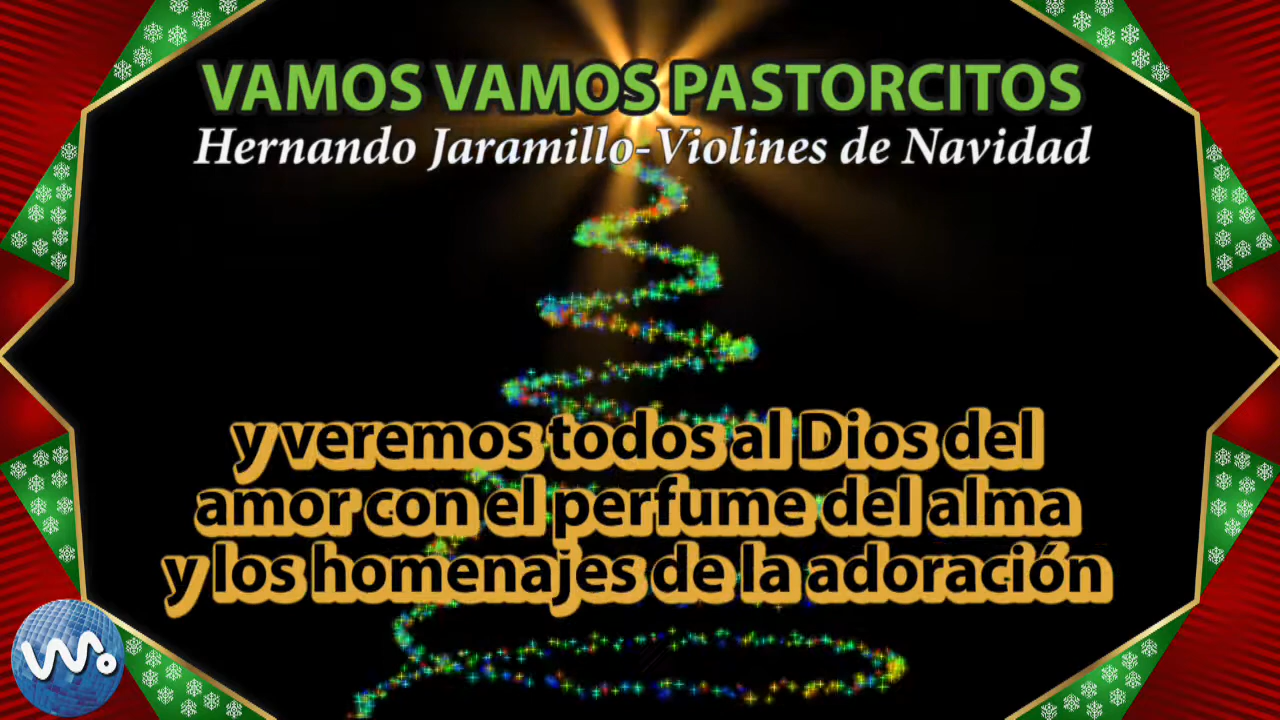 VAMOS VAMOS PASTORCITOS
Hernando Jaramillo-Violines de Navidad
y veremos todos al Dios del
amor con el perfume del alma
y los homenajes de la adoración